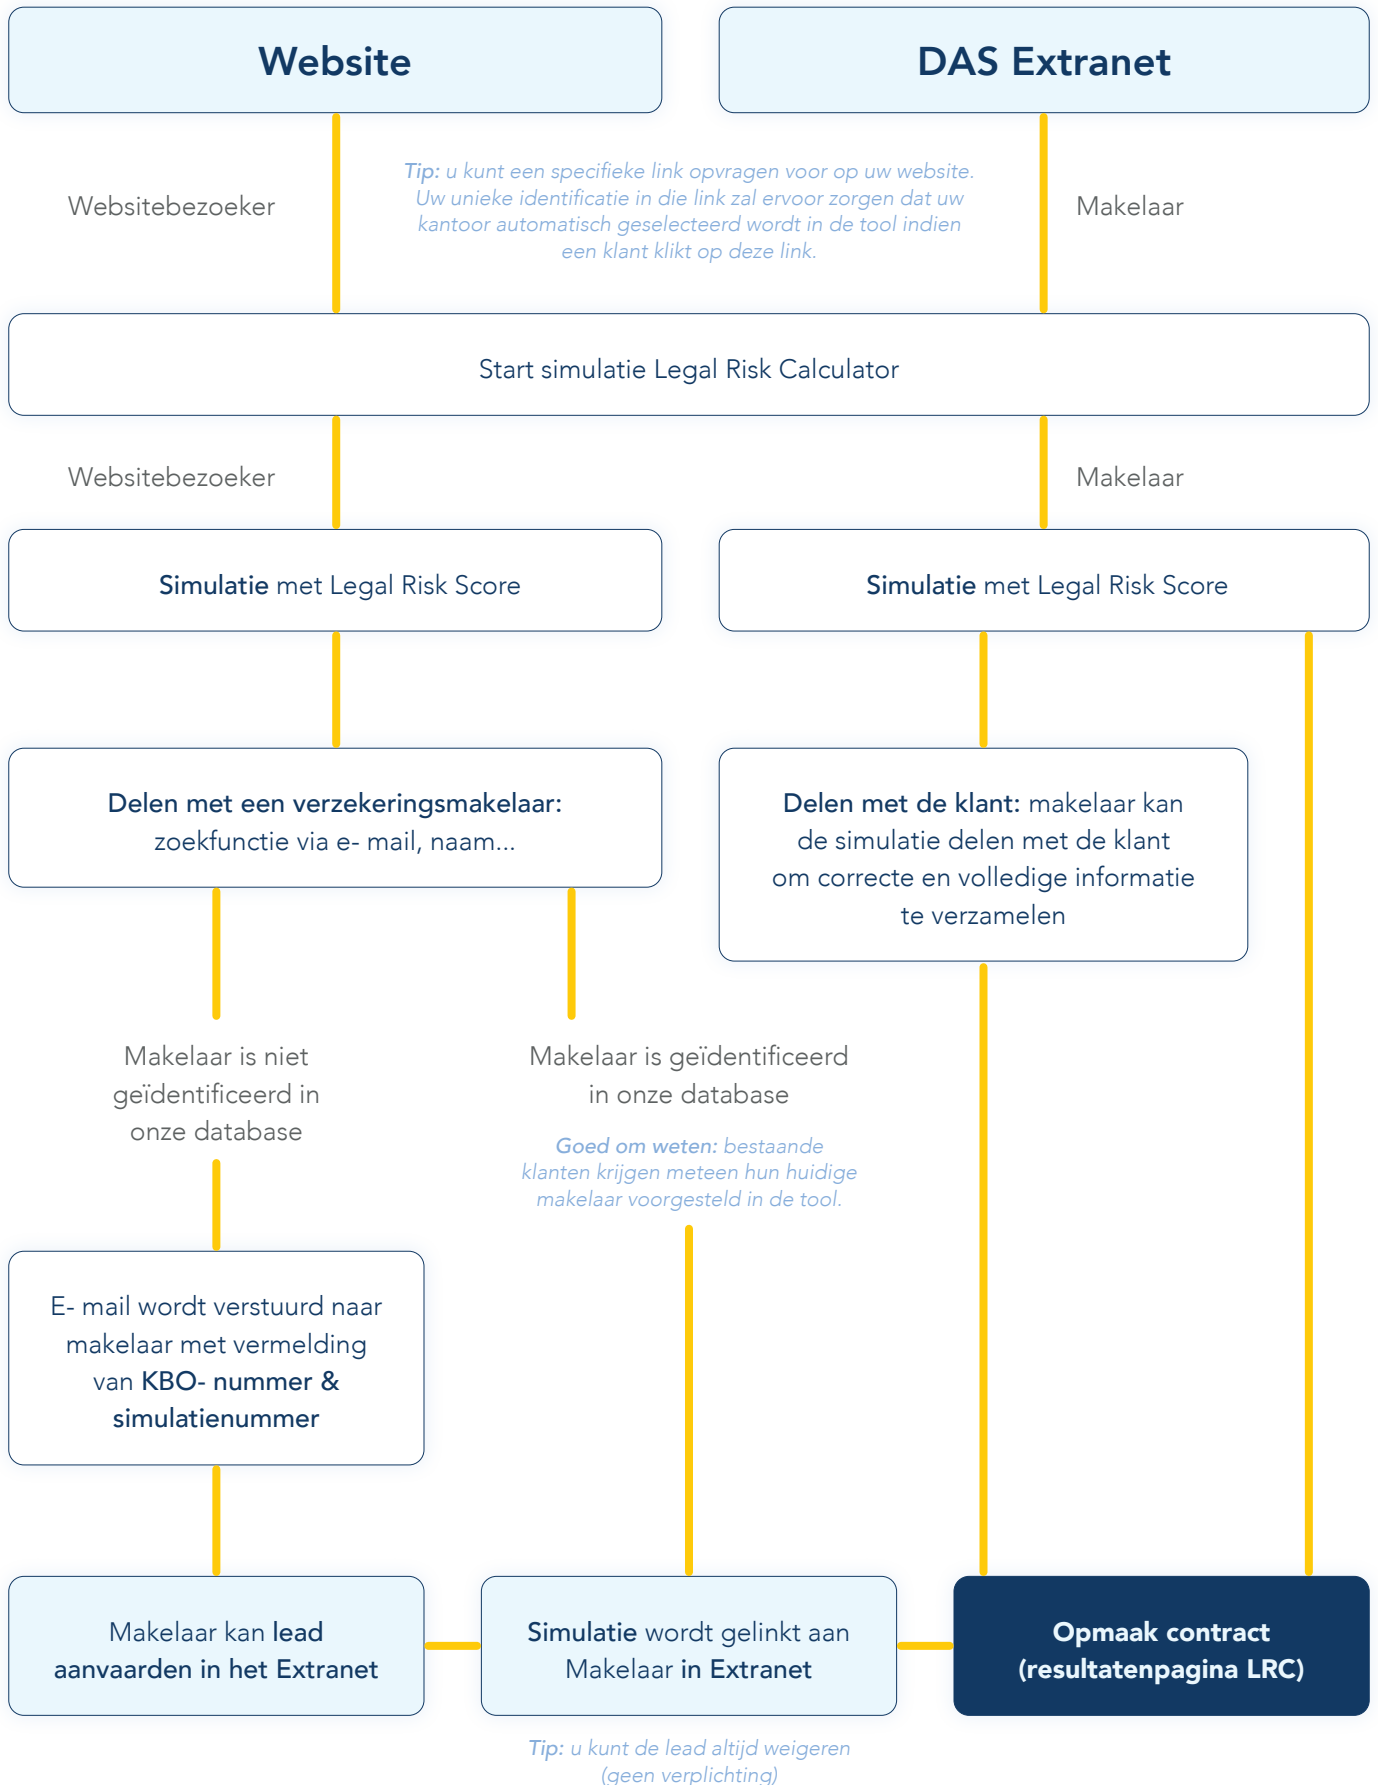 Website
DAS Extranet
Websitebezoeker
Tip: u kunt een specifieke link opvragen voor op uw website.
Uw unieke identificatie in die link zal ervoor zorgen dat uw
kantoor automatisch geselecteerd wordt in de tool indien
een klant klikt op deze link.
Makelaar
Start simulatie Legal Risk Calculator
Websitebezoeker
Makelaar
Simulatie met Legal Risk Score
Simulatie met Legal Risk Score
Delen met een verzekeringsmakelaar:
zoekfunctie via e- mail, naam...
Delen met de klant: makelaar kan
de simulatie delen met de klant
om correcte en volledige informatie
te verzamelen
Makelaar is niet
geïdentificeerd in
onze database
Makelaar is geïdentificeerd
in onze database
Goed om weten: bestaande
klanten krijgen meteen hun huidige
makelaar voorgesteld in de tool.
E- mail wordt verstuurd naar
makelaar met vermelding
van KBO- nummer &
simulatienummer
Makelaar kan lead
aanvaarden in het Extranet
Simulatie wordt gelinkt aan
Makelaar in Extranet
Opmaak contract
(resultatenpagina LRC)
Tip: u kunt de lead altijd weigeren
(geen verplichting)